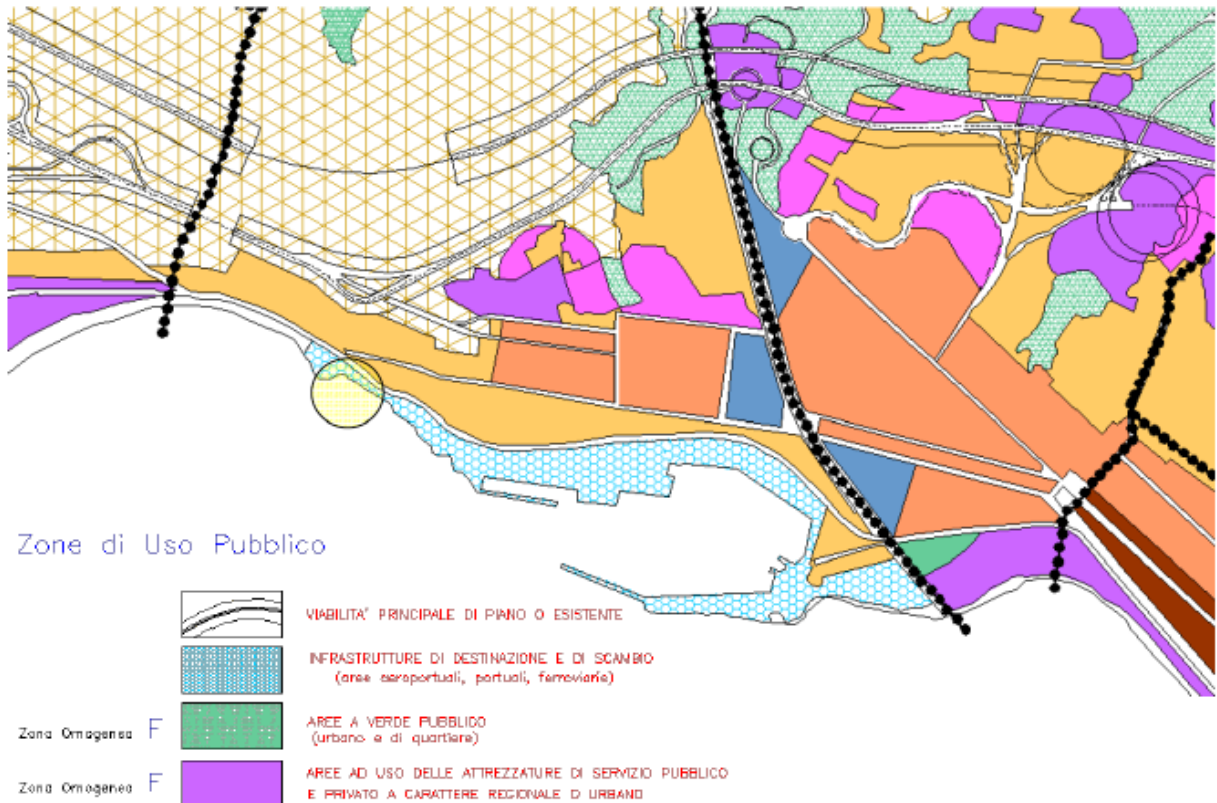 Zone di Uso Pubblico
VIABILITA' PRINCIPALE DI PIANO O ESISTENTE
INFRASTRUTTURE DI DESTINAZIONE E DI SCAMBIO
(aree aeroportuali, portuali, ferroviarie)
Zona Omogenea F
AREE A VERDE PUBBLICO
(urbano e di quartiere)
Zona Omogenea F
AREE AD USO DELLE ATTREZZATURE DI SERVIZIO PUBBLICO
E PRIVATO A CARATTERE REGIONALE O URBANO